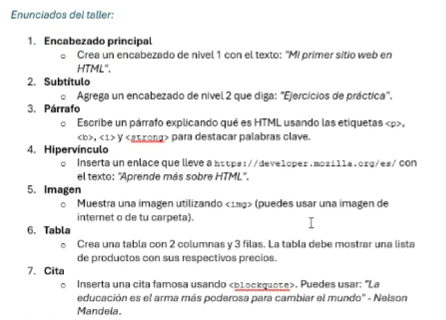 Enunciados del taller:
1. Encabezado principal
o Crea un encabezado de nivel 1 con el texto: "Mi primer sitio web en
HTML".
2. Subtítulo
o Agrega un encabezado de nivel 2 que diga: "Ejercicios de práctica".
3. Párrafo
o Escribe un párrafo explicando qué es HTML usando las etiquetas <p>,
<b>, <i> y <strong> para destacar palabras clave.
4. Hipervínculo
o Inserta un enlace que lleve a https://developer.mozilla.org/es/ con
el texto: "Aprende más sobre HTML".
5. Imagen
o Muestra una imagen utilizando <img> (puedes usar una imagen de
internet o de tu carpeta).
6. Tabla
o Crea una tabla con 2 columnas y 3 filas. La tabla debe mostrar una lista
de productos con sus respectivos precios.
7. Cita
o Inserta una cita famosa usando <blockquote>. Puedes usar: "La
educación es el arma más poderosa para cambiar el mundo" - Nelson
Mandela.